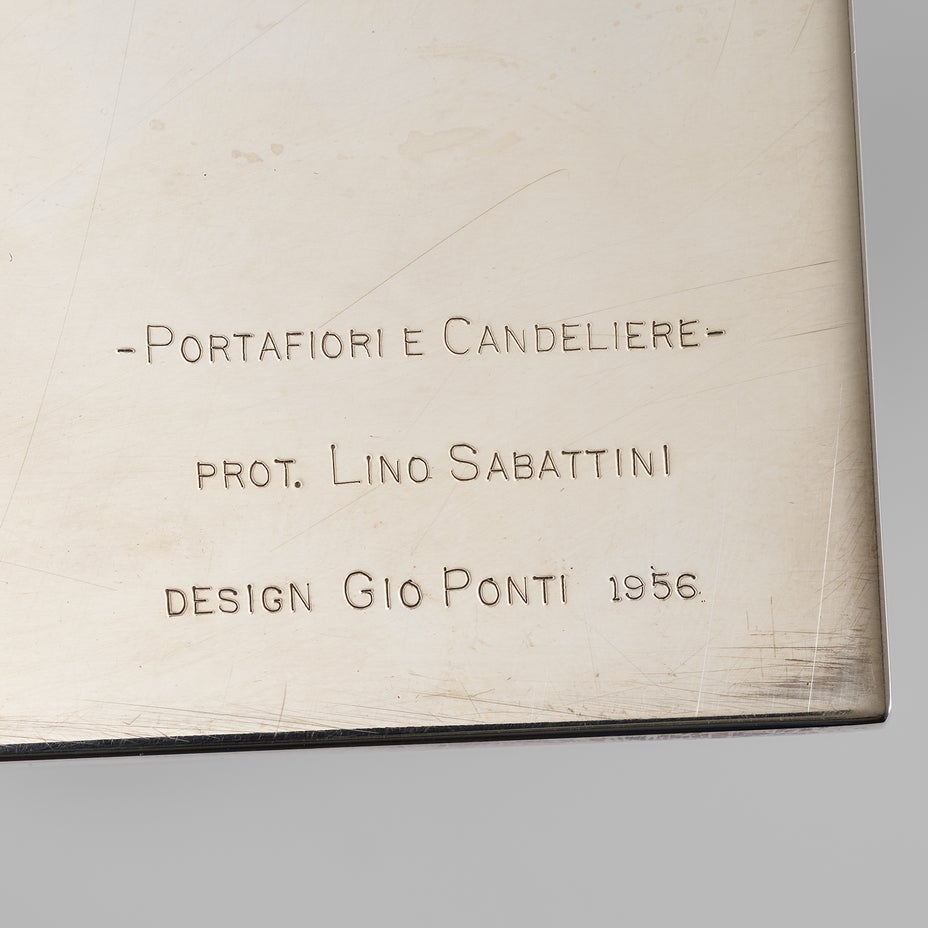 -PORTAFIORI E CANDELIERE-
PROT. LINO SABATTINI
DESIGN GIO PONTI 1956